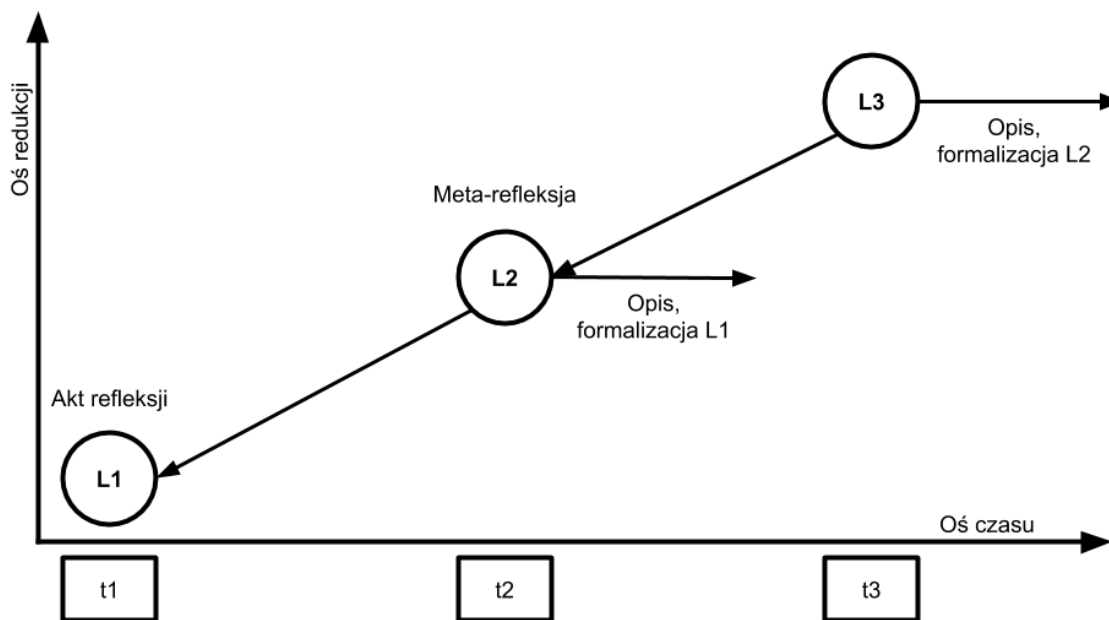 Oś redukcji
L3
Opis,
formalizacja L2
Meta-refleksja
L2
Opis,
formalizacja L1
Akt refleksji
L1
Oś czasu
t1
t2
t3